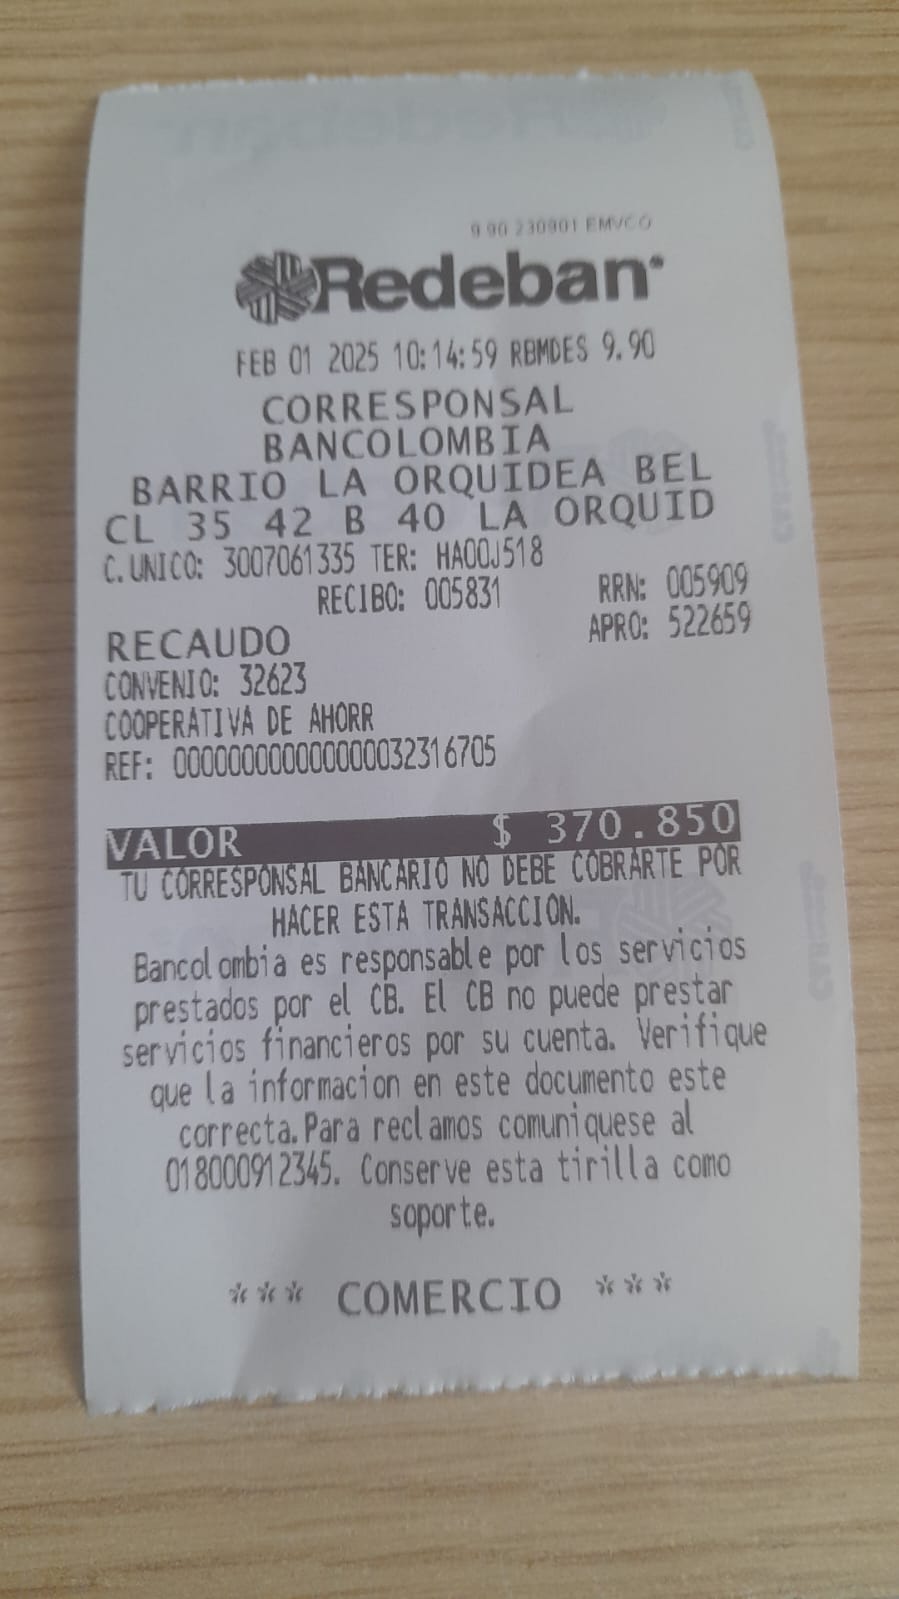 9.90 230901 EMVCO
Redeban
FEB 01 2025 10:14:59 RBMDES 9.90
CORRESPONSAL
BANCOLOMBIA
BARRIO LA ORQUIDEA BEL
CL 35 42 B 40 LA ORQUID
C. UNICO: 3007061335 TER: HA00J518
RECIBO: 005831 RRN: 005909
RECAUDO APRO: 522659
CONVENIO: 32623
COOPERATIVA DE AHORR
REF: 0000000000000000032316705
VALOR $ 370.850
TU CORRESPONSAL BANCARIO NO DEBE COBRARTE POR
HACER ESTA TRANSACCION.
Bancolombia es responsable por los servicios
prestados por el CB. El CB no puede prestar
servicios financieros por su cuenta. Verifique
que la informacion en este documento este
correcta. Para reclamos comuniquese al
018000912345. Conserve esta tirilla como
soporte.
*** COMERCIO ***